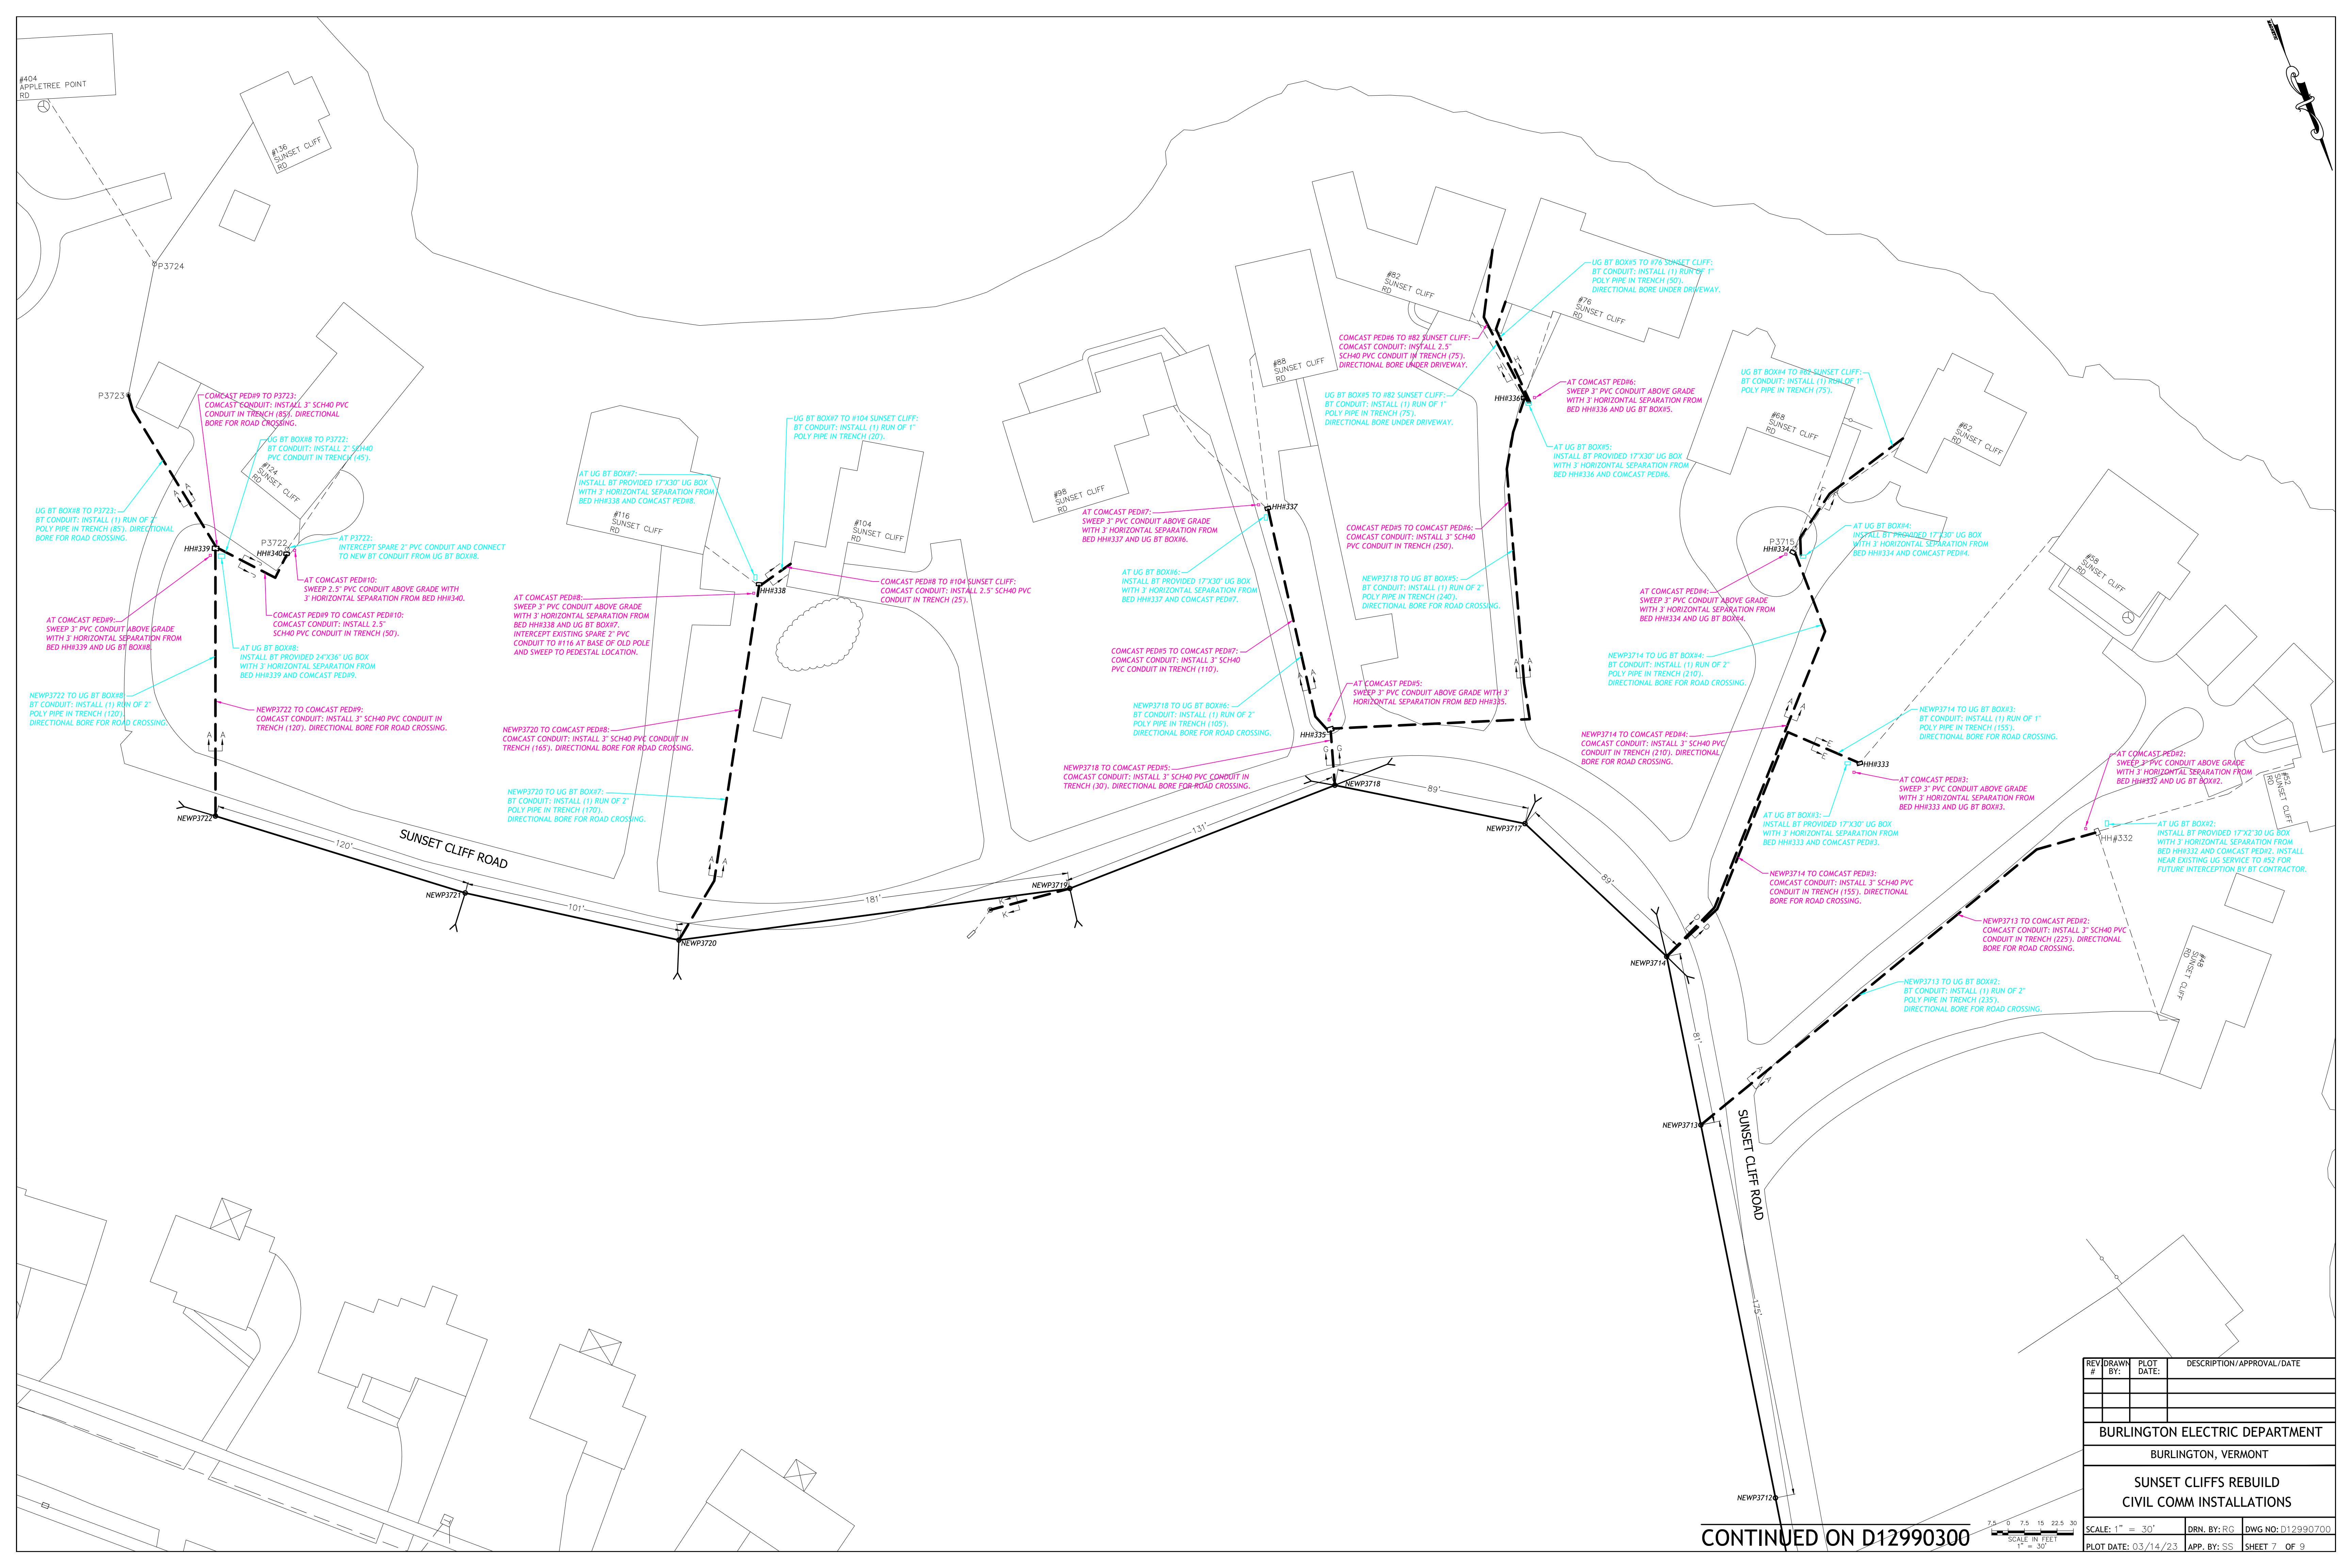 #404
APPLETREE POINT
RD
#136
SUNSET CLIFF
RD
P3724
P3723
COMCAST PED#9 TO P3723:
COMCAST CONDUIT: INSTALL 3" SCH40 PVC
CONDUIT IN TRENCH (85'). DIRECTIONAL
BORE FOR ROAD CROSSING.
UG BT BOX#8 TO P3722:
BT CONDUIT: INSTALL 2" SCH40
PVC CONDUIT IN TRENCH (45').
#124
SUNSET CLIFF
RD
UG BT BOX#8 TO P3723:
BT CONDUIT: INSTALL (1) RUN OF 2"
POLY PIPE IN TRENCH (85'). DIRECTIONAL
BORE FOR ROAD CROSSING.
A
A
HH#339
P3722
HH#340
J
J
AT P3722:
INTERCEPT SPARE 2" PVC CONDUIT AND CONNECT
TO NEW BT CONDUIT FROM UG BT BOX#8.
AT COMCAST PED#10:
SWEEP 2.5" PVC CONDUIT ABOVE GRADE WITH
3' HORIZONTAL SEPARATION FROM BED HH#340.
COMCAST PED#9 TO COMCAST PED#10:
COMCAST CONDUIT: INSTALL 2.5"
SCH40 PVC CONDUIT IN TRENCH (50').
AT COMCAST PED#9:
SWEEP 3" PVC CONDUIT ABOVE GRADE
WITH 3' HORIZONTAL SEPARATION FROM
BED HH#339 AND UG BT BOX#8.
AT UG BT BOX#8:
INSTALL BT PROVIDED 24"X36" UG BOX
WITH 3' HORIZONTAL SEPARATION FROM
BED HH#339 AND COMCAST PED#9.
NEWP3722 TO UG BT BOX#8:
BT CONDUIT: INSTALL (1) RUN OF 2"
POLY PIPE IN TRENCH (120').
DIRECTIONAL BORE FOR ROAD CROSSING.
NEWP3722 TO COMCAST PED#9:
COMCAST CONDUIT: INSTALL 3" SCH40 PVC CONDUIT IN
TRENCH (120'). DIRECTIONAL BORE FOR ROAD CROSSING.
A
A
NEWP3722
120'
SUNSET CLIFF ROAD
NEWP3721
101'
NEWP3720
181'
NEWP3719
K
K
131'
AT UG BT BOX#7:
INSTALL BT PROVIDED 17"X30" UG BOX
WITH 3' HORIZONTAL SEPARATION FROM
BED HH#338 AND COMCAST PED#8.
#116
SUNSET CLIFF
RD
UG BT BOX#7 TO #104 SUNSET CLIFF:
BT CONDUIT: INSTALL (1) RUN OF 1"
POLY PIPE IN TRENCH (20').
#104
SUNSET CLIFF
RD
HH#338
COMCAST PED#8 TO #104 SUNSET CLIFF:
COMCAST CONDUIT: INSTALL 2.5" SCH40 PVC
CONDUIT IN TRENCH (25').
AT COMCAST PED#8:
SWEEP 3" PVC CONDUIT ABOVE GRADE
WITH 3' HORIZONTAL SEPARATION FROM
BED HH#338 AND UG BT BOX#7.
INTERCEPT EXISTING SPARE 2" PVC
CONDUIT TO #116 AT BASE OF OLD POLE
AND SWEEP TO PEDESTAL LOCATION.
NEWP3720 TO COMCAST PED#8:
COMCAST CONDUIT: INSTALL 3" SCH40 PVC CONDUIT IN
TRENCH (165'). DIRECTIONAL BORE FOR ROAD CROSSING.
NEWP3720 TO UG BT BOX#7:
BT CONDUIT: INSTALL (1) RUN OF 2"
POLY PIPE IN TRENCH (170').
DIRECTIONAL BORE FOR ROAD CROSSING.
A
A
#98
SUNSET CLIFF
RD
#88
SUNSET CLIFF
RD
HH#337
AT COMCAST PED#7:
SWEEP 3" PVC CONDUIT ABOVE GRADE
WITH 3' HORIZONTAL SEPARATION FROM
BED HH#337 AND UG BT BOX#6.
AT UG BT BOX#6:
INSTALL BT PROVIDED 17"X30" UG BOX
WITH 3' HORIZONTAL SEPARATION FROM
BED HH#337 AND COMCAST PED#7.
COMCAST PED#5 TO COMCAST PED#7:
COMCAST CONDUIT: INSTALL 3" SCH40
PVC CONDUIT IN TRENCH (110').
NEWP3718 TO UG BT BOX#6:
BT CONDUIT: INSTALL (1) RUN OF 2"
POLY PIPE IN TRENCH (105').
DIRECTIONAL BORE FOR ROAD CROSSING.
A
A
NEWP3718 TO COMCAST PED#5:
COMCAST CONDUIT: INSTALL 3" SCH40 PVC CONDUIT IN
TRENCH (30'). DIRECTIONAL BORE FOR ROAD CROSSING.
AT COMCAST PED#5:
SWEEP 3" PVC CONDUIT ABOVE GRADE WITH 3'
HORIZONTAL SEPARATION FROM BED HH#335.
HH#335
G
G
NEWP3718
89'
NEWP3717
89'
#82
SUNSET CLIFF
RD
#76
SUNSET CLIFF
RD
UG BT BOX#5 TO #76 SUNSET CLIFF:
BT CONDUIT: INSTALL (1) RUN OF 1"
POLY PIPE IN TRENCH (50').
DIRECTIONAL BORE UNDER DRIVEWAY.
COMCAST PED#6 TO #82 SUNSET CLIFF:
COMCAST CONDUIT: INSTALL 2.5"
SCH40 PVC CONDUIT IN TRENCH (75').
DIRECTIONAL BORE UNDER DRIVEWAY.
UG BT BOX#5 TO #82 SUNSET CLIFF:
BT CONDUIT: INSTALL (1) RUN OF 1"
POLY PIPE IN TRENCH (75').
DIRECTIONAL BORE UNDER DRIVEWAY.
H
H
HH#336
AT COMCAST PED#6:
SWEEP 3" PVC CONDUIT ABOVE GRADE
WITH 3' HORIZONTAL SEPARATION FROM
BED HH#336 AND UG BT BOX#5.
AT UG BT BOX#5:
INSTALL BT PROVIDED 17"X30" UG BOX
WITH 3' HORIZONTAL SEPARATION FROM
BED HH#336 AND COMCAST PED#6.
COMCAST PED#5 TO COMCAST PED#6:
COMCAST CONDUIT: INSTALL 3" SCH40
PVC CONDUIT IN TRENCH (250').
NEWP3718 TO UG BT BOX#5:
BT CONDUIT: INSTALL (1) RUN OF 2"
POLY PIPE IN TRENCH (240').
DIRECTIONAL BORE FOR ROAD CROSSING.
A
A
UG BT BOX#4 TO #62 SUNSET CLIFF:
BT CONDUIT: INSTALL (1) RUN OF 1"
POLY PIPE IN TRENCH (75').
#68
SUNSET CLIFF
RD
#62
SUNSET CLIFF
RD
F
F
P3715
HH#334
AT UG BT BOX#4:
INSTALL BT PROVIDED 17"X30" UG BOX
WITH 3' HORIZONTAL SEPARATION FROM
BED HH#334 AND COMCAST PED#4.
AT COMCAST PED#4:
SWEEP 3" PVC CONDUIT ABOVE GRADE
WITH 3' HORIZONTAL SEPARATION FROM
BED HH#334 AND UG BT BOX#4.
NEWP3714 TO UG BT BOX#4:
BT CONDUIT: INSTALL (1) RUN OF 2"
POLY PIPE IN TRENCH (210').
DIRECTIONAL BORE FOR ROAD CROSSING.
NEWP3714 TO COMCAST PED#4:
COMCAST CONDUIT: INSTALL 3" SCH40 PVC
CONDUIT IN TRENCH (210'). DIRECTIONAL
BORE FOR ROAD CROSSING.
A
A
#58
SUNSET CLIFF
RD
NEWP3714 TO UG BT BOX#3:
BT CONDUIT: INSTALL (1) RUN OF 1"
POLY PIPE IN TRENCH (155').
DIRECTIONAL BORE FOR ROAD CROSSING.
E
E
HH#333
AT COMCAST PED#3:
SWEEP 3" PVC CONDUIT ABOVE GRADE
WITH 3' HORIZONTAL SEPARATION FROM
BED HH#333 AND UG BT BOX#3.
AT UG BT BOX#3:
INSTALL BT PROVIDED 17"X30" UG BOX
WITH 3' HORIZONTAL SEPARATION FROM
BED HH#333 AND COMCAST PED#3.
NEWP3714 TO COMCAST PED#3:
COMCAST CONDUIT: INSTALL 3" SCH40 PVC
CONDUIT IN TRENCH (155'). DIRECTIONAL
BORE FOR ROAD CROSSING.
D
D
NEWP3714
81'
AT COMCAST PED#2:
SWEEP 3" PVC CONDUIT ABOVE GRADE
WITH 3' HORIZONTAL SEPARATION FROM
BED HH#332 AND UG BT BOX#2.
#52
SUNSET CLIFF
RD
HH#332
AT UG BT BOX#2:
INSTALL BT PROVIDED 17"X2'30 UG BOX
WITH 3' HORIZONTAL SEPARATION FROM
BED HH#332 AND COMCAST PED#2. INSTALL
NEAR EXISTING UG SERVICE TO #52 FOR
FUTURE INTERCEPTION BY BT CONTRACTOR.
NEWP3713 TO COMCAST PED#2:
COMCAST CONDUIT: INSTALL 3" SCH40 PVC
CONDUIT IN TRENCH (225'). DIRECTIONAL
BORE FOR ROAD CROSSING.
#48
SUNSET CLIFF
RD
NEWP3713 TO UG BT BOX#2:
BT CONDUIT: INSTALL (1) RUN OF 2"
POLY PIPE IN TRENCH (235').
DIRECTIONAL BORE FOR ROAD CROSSING.
A
A
NEWP3713
SUNSET CLIFF ROAD
175'
NEWP3712
CONTINUED ON D12990300
7.5 0 7.5 15 22.5 30
SCALE IN FEET
1" = 30'
REV # DRAWN BY: PLOT DATE: DESCRIPTION/APPROVAL/DATE
BURLINGTON ELECTRIC DEPARTMENT
BURLINGTON, VERMONT
SUNSET CLIFFS REBUILD
CIVIL COMM INSTALLATIONS
SCALE: 1" = 30' DRN. BY: RG DWG NO: D12990700
PLOT DATE: 03/14/23 APP. BY: SS SHEET 7 OF 9